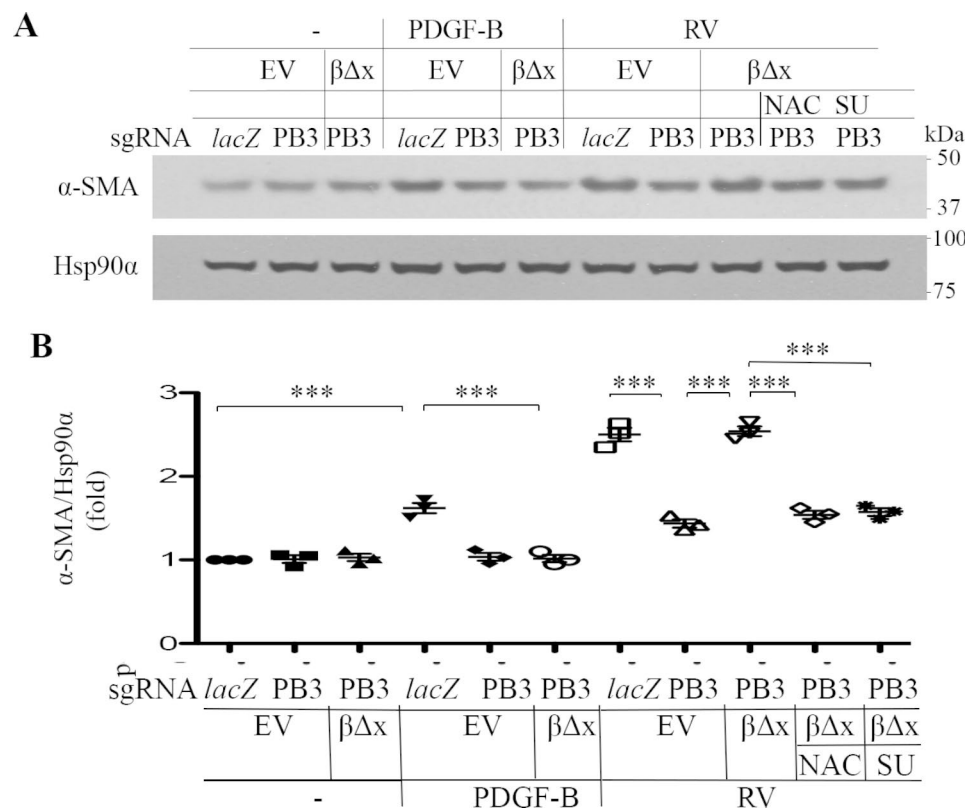 A
- PDGF-B RV
EV βΔx EV βΔx EV βΔx
NAC SU
sgRNA lacZ PB3 PB3 lacZ PB3 PB3 lacZ PB3 PB3 PB3 PB3 kDa
α-SMA
50
37
Hsp90α
100
75
B
*** *** *** *** *** ***
α-SMA/Hsp90α
(fold)
3
2
1
0
p
sgRNA lacZ PB3 PB3 lacZ PB3 PB3 lacZ PB3 PB3 PB3 PB3
EV βΔx EV βΔx EV βΔx βΔx βΔx
NAC SU
- PDGF-B RV